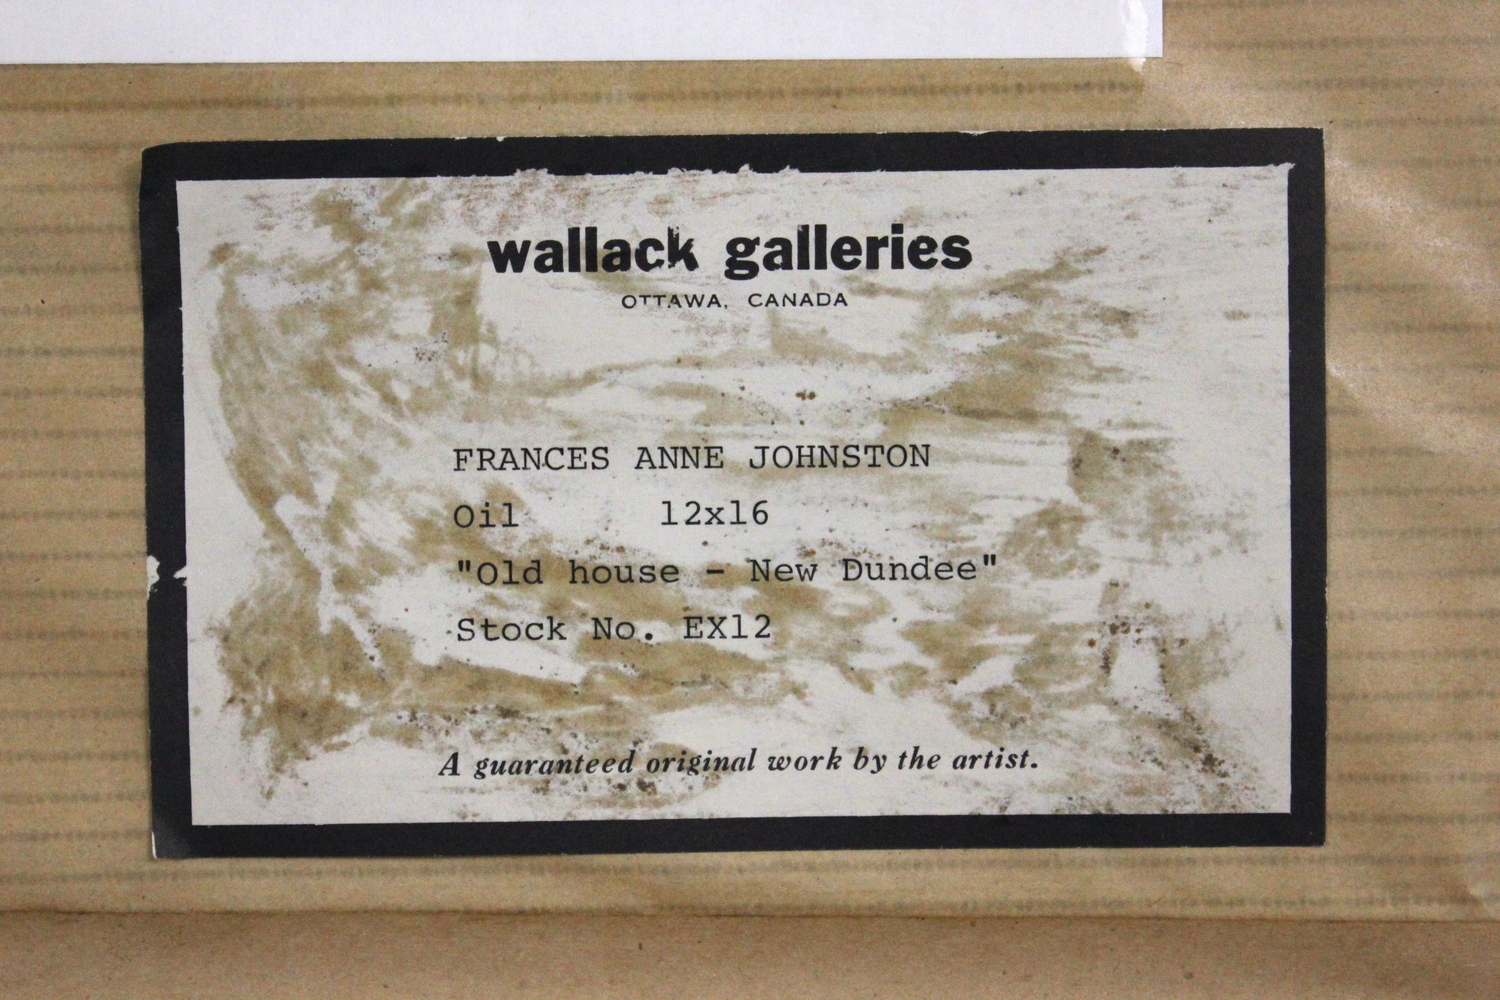 wallack galleries
OTTAWA, CANADA
FRANCES ANNE JOHNSTON
Oil 12x16
"Old house - New Dundee"
Stock No. EX12
A guaranteed original work by the artist.